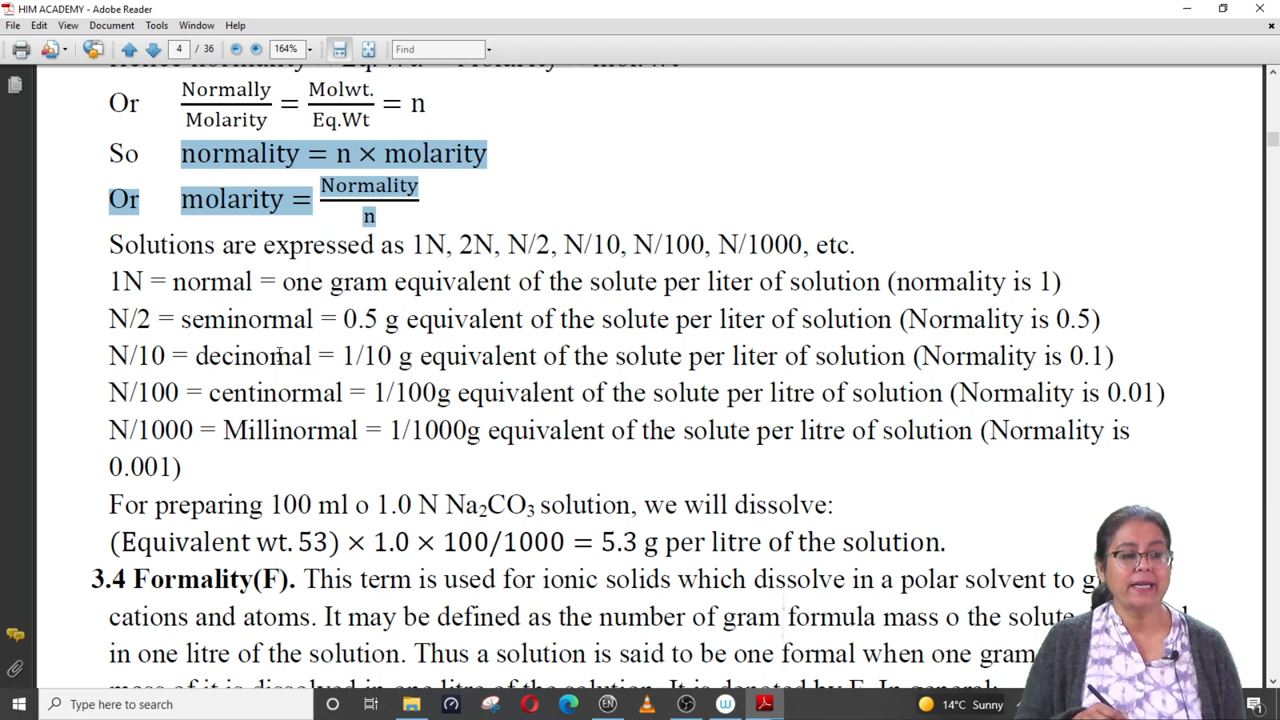 HIM ACADEMY - Adobe Reader
File Edit View Document Tools Window Help
4 / 36 164% Find
Or Normally/Molarity = Molwt./Eq.Wt = n
So normality = n × molarity
Or molarity = Normality/n
Solutions are expressed as 1N, 2N, N/2, N/10, N/100, N/1000, etc.
1N = normal = one gram equivalent of the solute per liter of solution (normality is 1)
N/2 = seminormal = 0.5 g equivalent of the solute per liter of solution (Normality is 0.5)
N/10 = decinomal = 1/10 g equivalent of the solute per liter of solution (Normality is 0.1)
N/100 = centinormal = 1/100g equivalent of the solute per litre of solution (Normality is 0.01)
N/1000 = Millinormal = 1/1000g equivalent of the solute per litre of solution (Normality is
0.001)
For preparing 100 ml o 1.0 N Na₂CO₃ solution, we will dissolve:
(Equivalent wt. 53) × 1.0 × 100/1000 = 5.3 g per litre of the solution.
3.4 Formality(F). This term is used for ionic solids which dissolve in a polar solvent to
cations and atoms. It may be defined as the number of gram formula mass o the solute
in one litre of the solution. Thus a solution is said to be one formal when one gram
Type here to search
EN
14°C Sunny